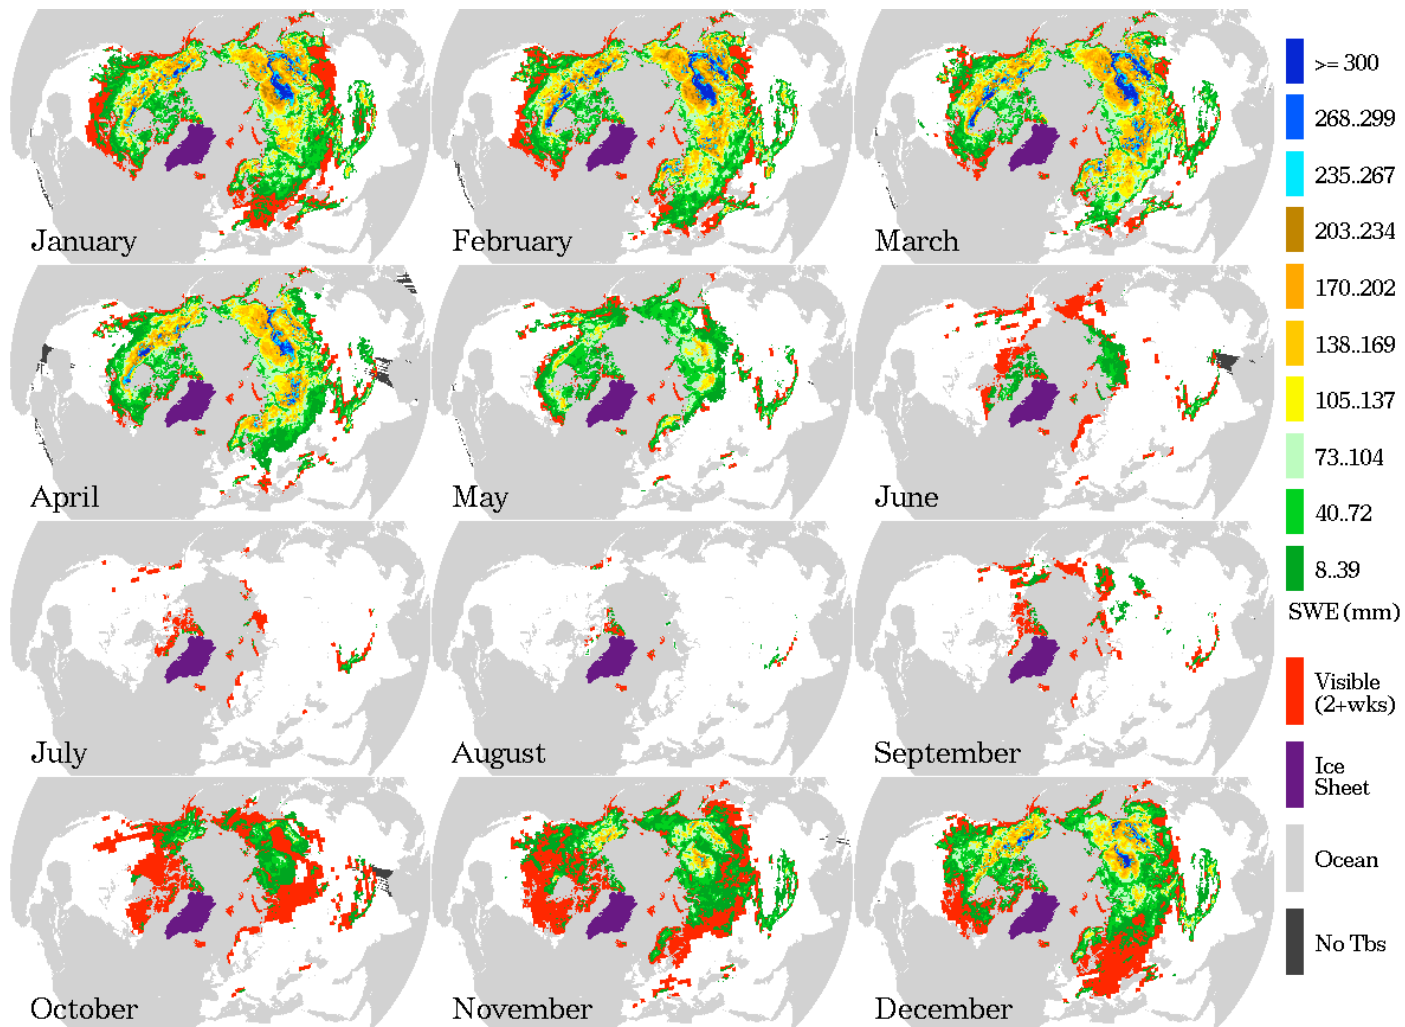 January
February
March
April
May
June
July
August
September
October
November
December
>= 300
268..299
235..267
203..234
170..202
138..169
105..137
73..104
40..72
8..39
SWE (mm)
Visible
(2+wks)
Ice
Sheet
Ocean
No Tbs